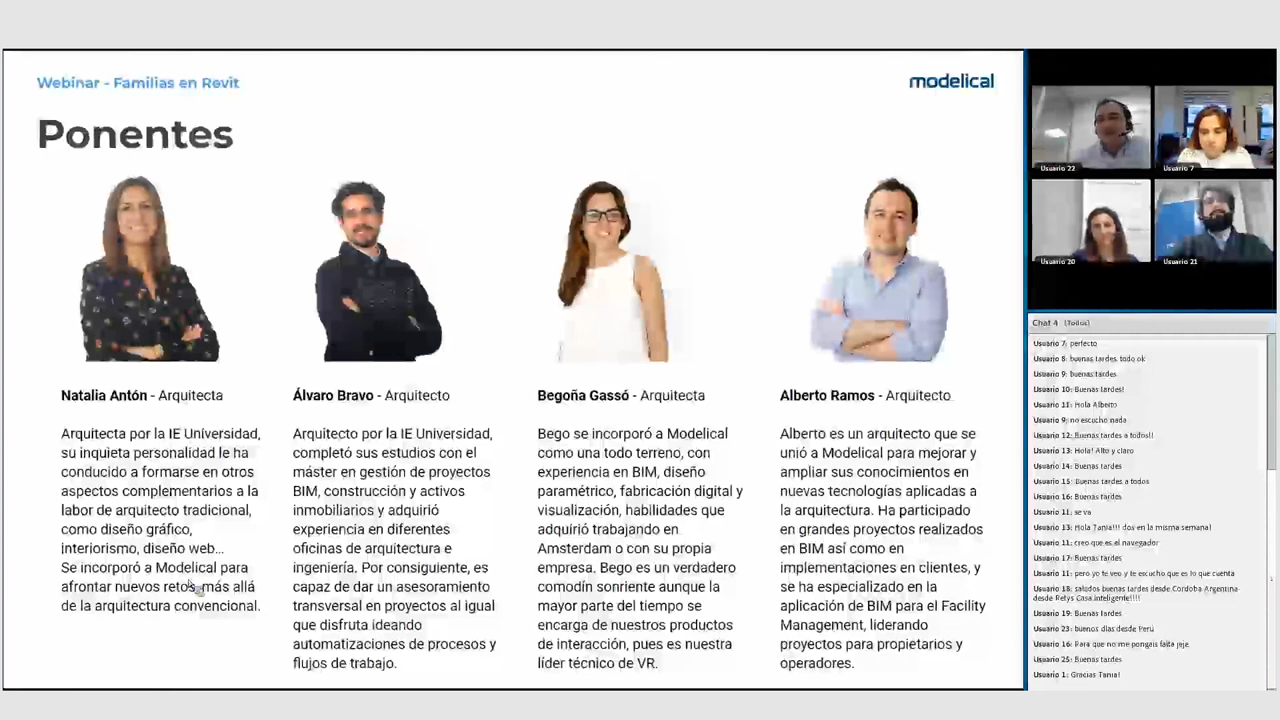 Webinar - Familias en Revit
modelical
Ponentes
Natalia Antón - Arquitecta
Arquitecta por la IE Universidad,
su inquieta personalidad le ha
conducido a formarse en otros
aspectos complementarios a la
labor de arquitecto tradicional,
como diseño gráfico,
interiorismo, diseño web...
Se incorporó a Modelical para
afrontar nuevos retos más allá
de la arquitectura convencional.
Álvaro Bravo - Arquitecto
Arquitecto por la IE Universidad,
completó sus estudios con el
máster en gestión de proyectos
BIM, construcción y activos
inmobiliarios y adquirió
experiencia en diferentes
oficinas de arquitectura e
ingeniería. Por consiguiente, es
capaz de dar un asesoramiento
transversal en proyectos al igual
que disfruta ideando
automatizaciones de procesos y
flujos de trabajo.
Begoña Gassó - Arquitecta
Bego se incorporó a Modelical
como una todo terreno, con
experiencia en BIM, diseño
paramétrico, fabricación digital y
visualización, habilidades que
adquirió trabajando en
Amsterdam o con su propia
empresa. Bego es un verdadero
comodín sonriente aunque la
mayor parte del tiempo se
encarga de nuestros productos
de interacción, pues es nuestra
líder técnico de VR.
Alberto Ramos - Arquitecto
Alberto es un arquitecto que se
unió a Modelical para mejorar y
ampliar sus conocimientos en
nuevas tecnologías aplicadas a
la arquitectura. Ha participado
en grandes proyectos realizados
en BIM así como en
implementaciones en clientes, y
se ha especializado en la
aplicación de BIM para el Facility
Management, liderando
proyectos para propietarios y
operadores.
Usuario 22
Usuario 7
Usuario 20
Usuario 21
Chat 4 (Todos)
Usuario 7: perfecto
Usuario 8: buenas tardes, todo ok
Usuario 9: buenas tardes
Usuario 10: Buenas tardes!
Usuario 11: Hola Alberto
Usuario 9: no escucho nada
Usuario 12: Buenas tardes a todos!!
Usuario 13: Hola! Alto y claro
Usuario 14: Buenas tardes
Usuario 15: Buenas tardes a todos
Usuario 16: Buenas tardes
Usuario 11: se va
Usuario 13: Hola Tania!!! dos en la misma semana!
Usuario 11: creo que es el navegador
Usuario 17: Buenas tardes
Usuario 11: pero yo te veo y te escucho que es lo que cuenta
Usuario 18: saludos buenas tardes desde Cordoba Argentina
desde Retys Casa Inteligente!!!!
Usuario 19: Buenas tardes
Usuario 23: buenos dias desde Perú
Usuario 16: Para que no me pongais falta jeje
Usuario 25: Buenas tardes
Usuario 1: Gracias Tania!